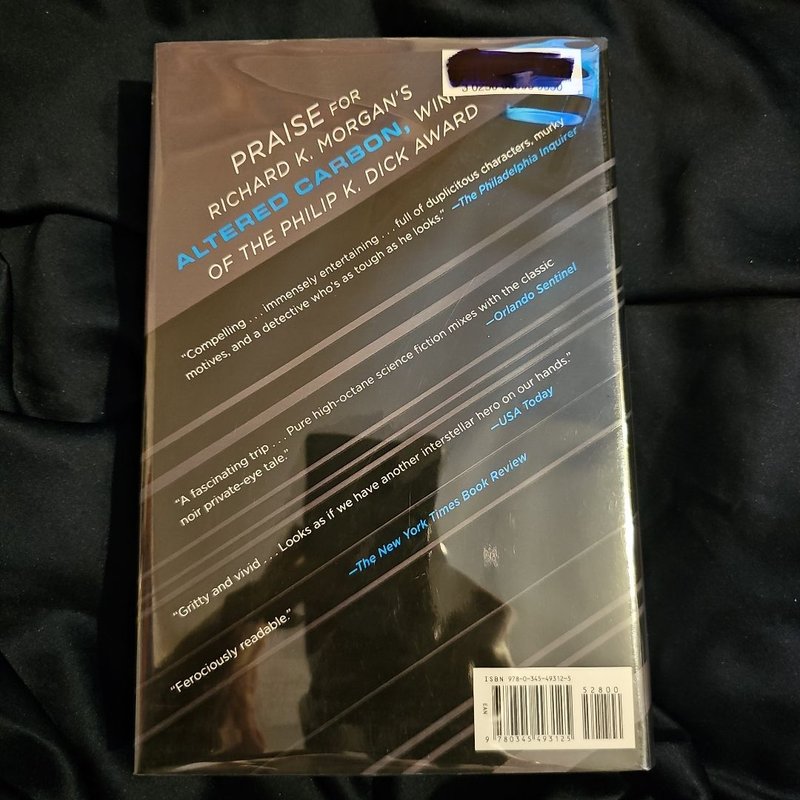 PRAISE FOR
RICHARD K. MORGAN'S
ALTERED CARBON,
OF THE PHILIP K. DICK AWARD
"Compelling . . . immensely entertaining . . . full of duplicitous characters, murky
motives, and a detective who's as tough as he looks." —The Philadelphia Inquirer
"A fascinating trip . . . Pure high-octane science fiction mixes with the classic
noir private-eye tale." —Orlando Sentinel
"Gritty and vivid . . . Looks as if we have another interstellar hero on our hands."
—USA Today
"Ferociously readable." —The New York Times Book Review
ISBN 978-0-345-49312-5
52800
EAN
9 780345 493125